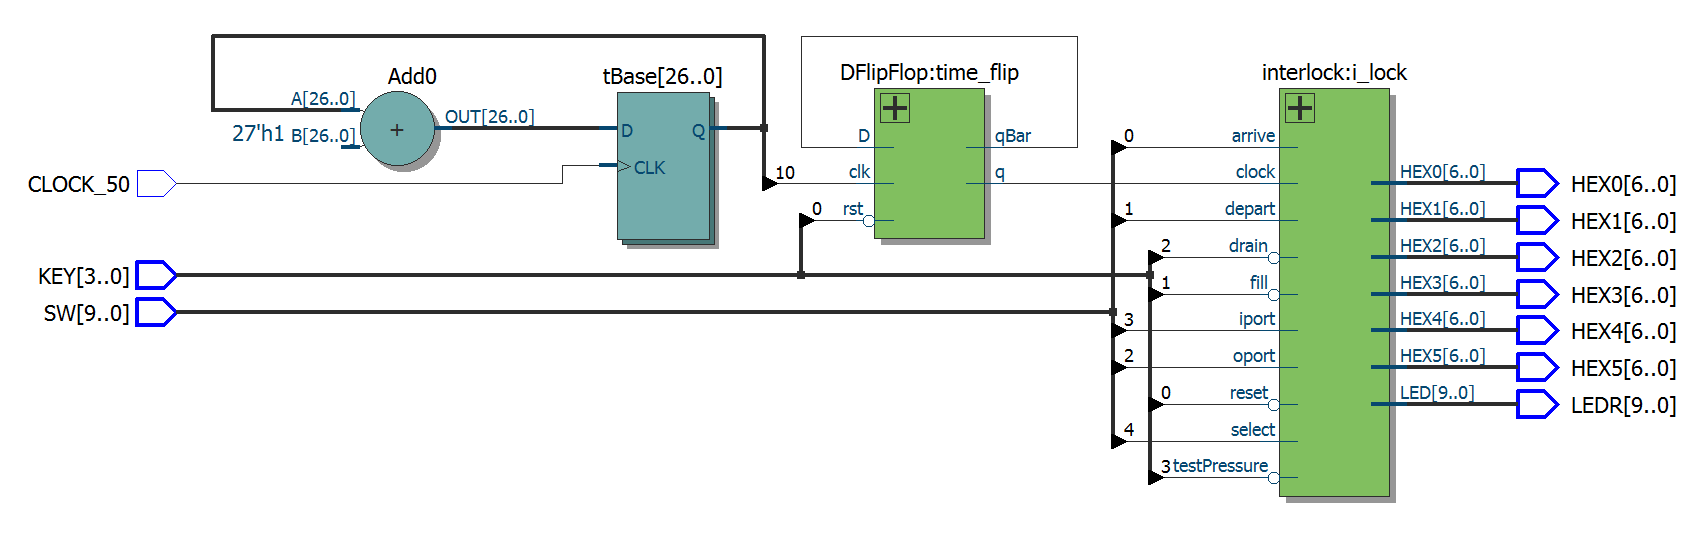 DFlipFlop:time_flip
interlock:i_lock
Add0
tBase[26..0]
A[26..0]
OUT[26..0]
+
27'h1 B[26..0]
D
Q
CLK
CLOCK_50
10
D
clk
0 rst
qBar
q
0 arrive
clock
1 depart
2 drain
1 fill
3 iport
2 oport
0 reset
4 select
3 testPressure
KEY[3..0]
SW[9..0]
HEX0[6..0] HEX0[6..0]
HEX1[6..0] HEX1[6..0]
HEX2[6..0] HEX2[6..0]
HEX3[6..0] HEX3[6..0]
HEX4[6..0] HEX4[6..0]
HEX5[6..0] HEX5[6..0]
LED[9..0] LEDR[9..0]